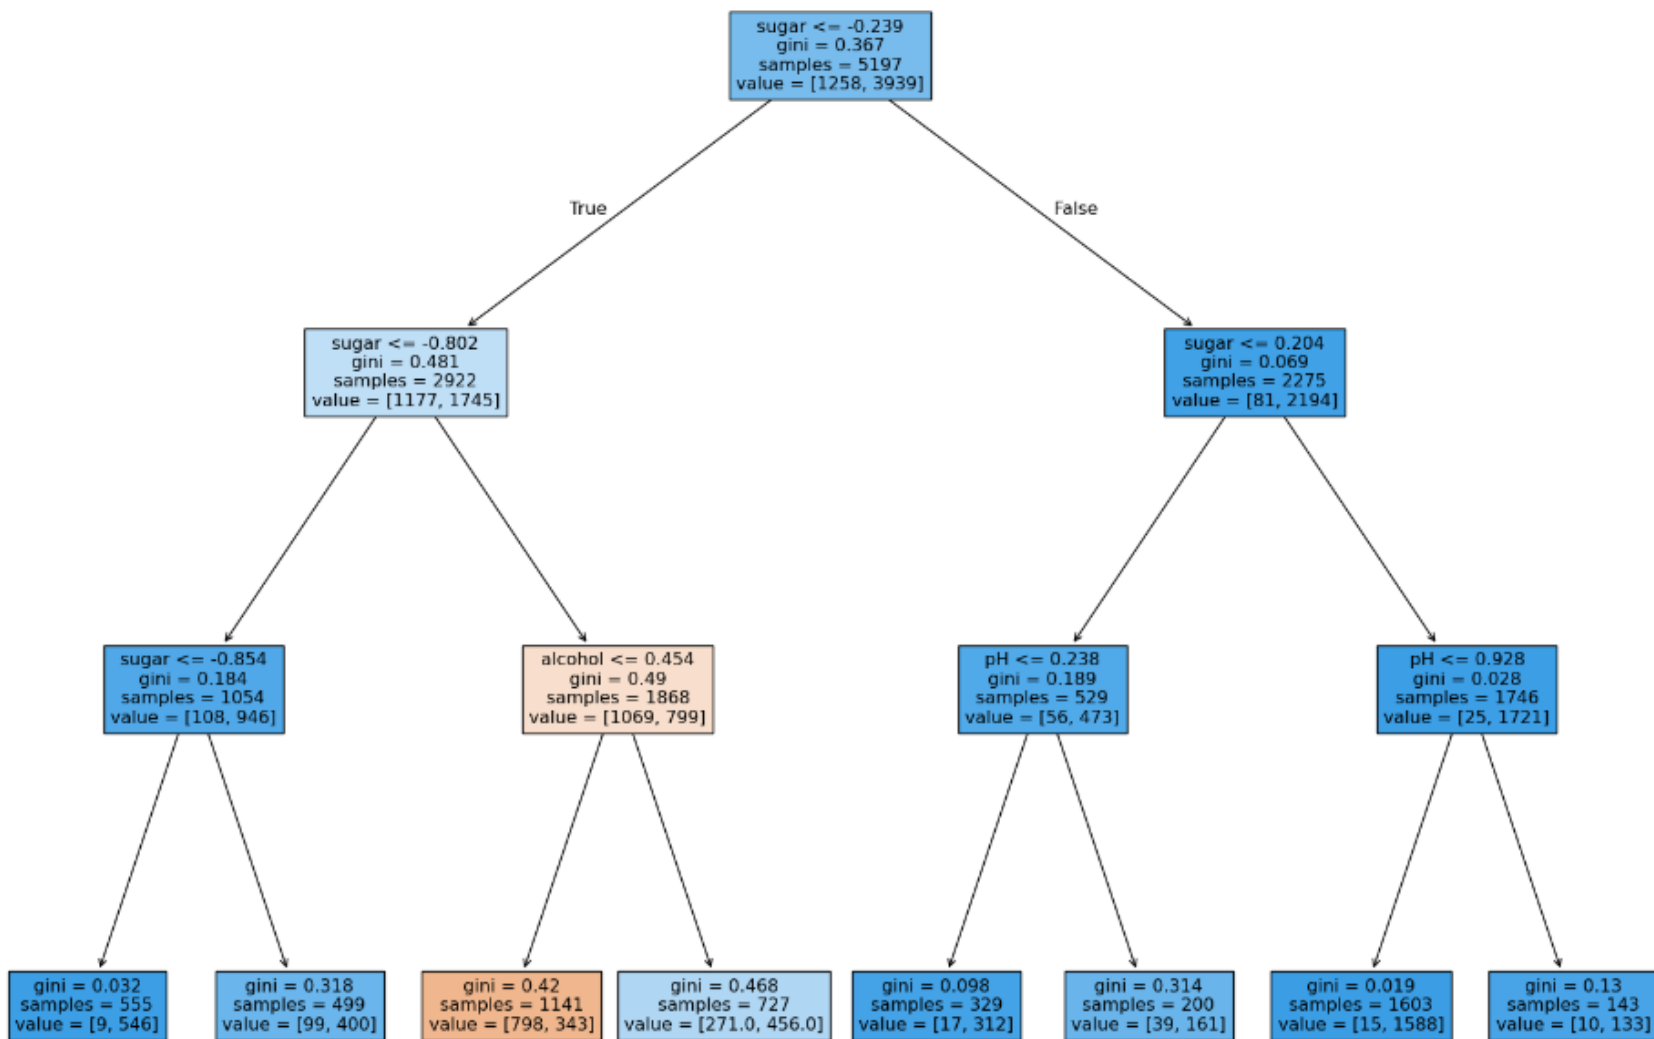 sugar <= -0.239
gini = 0.367
samples = 5197
value = [1258, 3939]
True
False
sugar <= -0.802
gini = 0.481
samples = 2922
value = [1177, 1745]
sugar <= 0.204
gini = 0.069
samples = 2275
value = [81, 2194]
sugar <= -0.854
gini = 0.184
samples = 1054
value = [108, 946]
alcohol <= 0.454
gini = 0.49
samples = 1868
value = [1069, 799]
pH <= 0.238
gini = 0.189
samples = 529
value = [56, 473]
pH <= 0.928
gini = 0.028
samples = 1746
value = [25, 1721]
gini = 0.032
samples = 555
value = [9, 546]
gini = 0.318
samples = 499
value = [99, 400]
gini = 0.42
samples = 1141
value = [798, 343]
gini = 0.468
samples = 727
value = [271.0, 456.0]
gini = 0.098
samples = 329
value = [17, 312]
gini = 0.314
samples = 200
value = [39, 161]
gini = 0.019
samples = 1603
value = [15, 1588]
gini = 0.13
samples = 143
value = [10, 133]